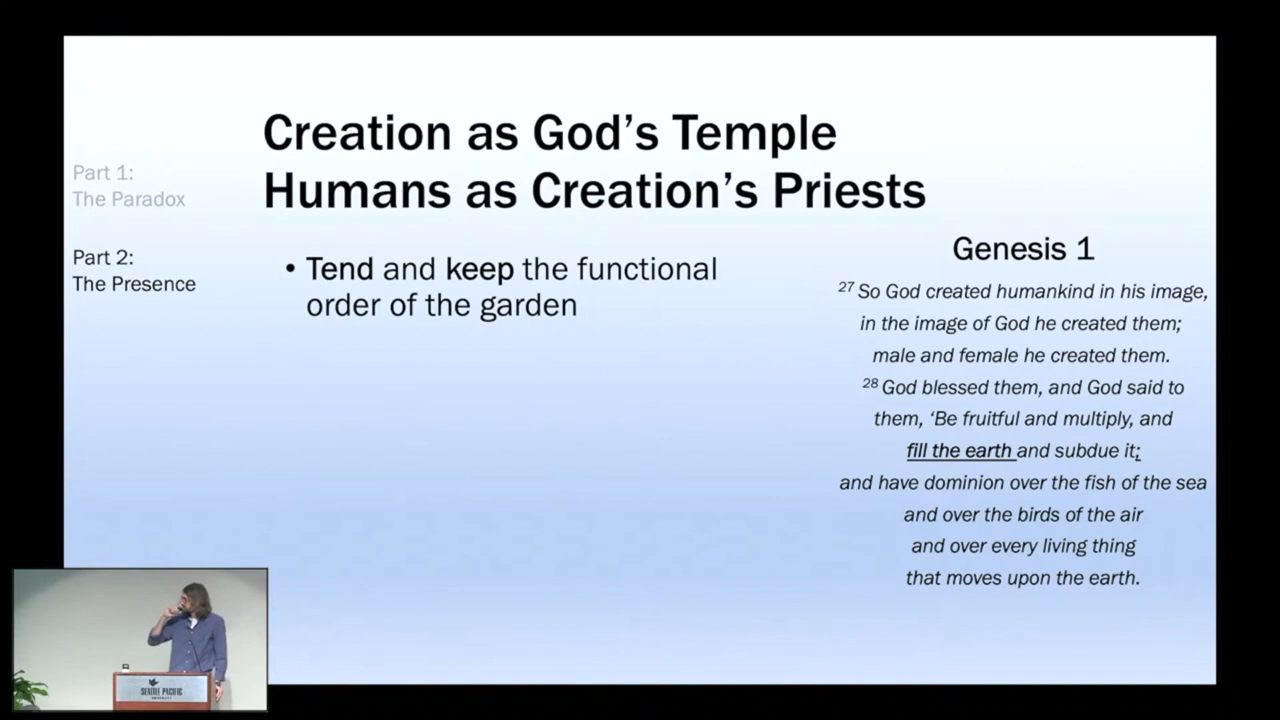 Creation as God’s Temple
Humans as Creation’s Priests
Part 1:
The Paradox
Part 2:
The Presence
• Tend and keep the functional
order of the garden
Genesis 1
27 So God created humankind in his image,
in the image of God he created them;
male and female he created them.
28 God blessed them, and God said to
them, ‘Be fruitful and multiply, and
fill the earth and subdue it;
and have dominion over the fish of the sea
and over the birds of the air
and over every living thing
that moves upon the earth.
SEATTLE PACIFIC
UNIVERSITY